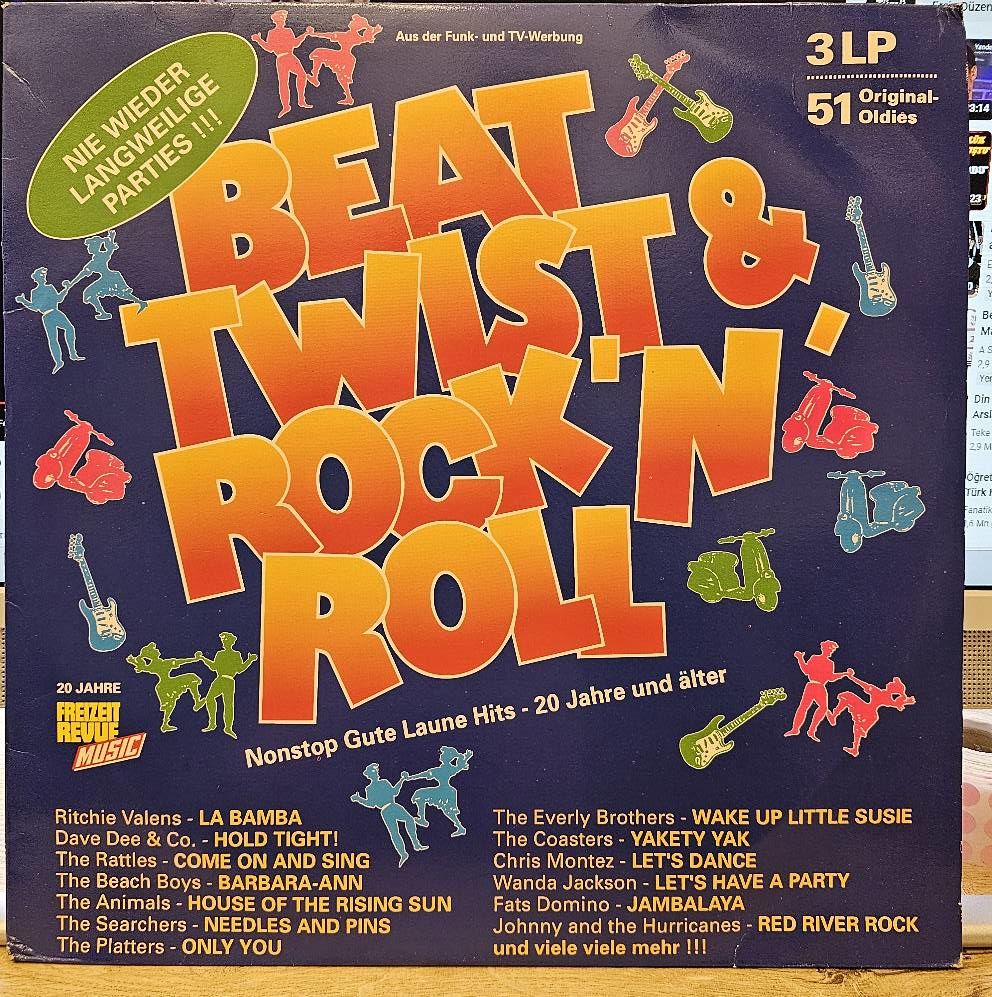 Aus der Funk- und TV-Werbung
3 LP
51 Original-
Oldies
NIE WIEDER
LANGWEILIGE
PARTIES !!!
BEAT
TWIST &
ROCK 'N'
ROLL
Nonstop Gute Laune Hits - 20 Jahre und älter
20 JAHRE
FREIZEIT
REVUE
MUSIC
Ritchie Valens - LA BAMBA
Dave Dee & Co. - HOLD TIGHT!
The Rattles - COME ON AND SING
The Beach Boys - BARBARA-ANN
The Animals - HOUSE OF THE RISING SUN
The Searchers - NEEDLES AND PINS
The Platters - ONLY YOU
The Everly Brothers - WAKE UP LITTLE SUSIE
The Coasters - YAKETY YAK
Chris Montez - LET'S DANCE
Wanda Jackson - LET'S HAVE A PARTY
Fats Domino - JAMBALAYA
Johnny and the Hurricanes - RED RIVER ROCK
und viele viele mehr !!!